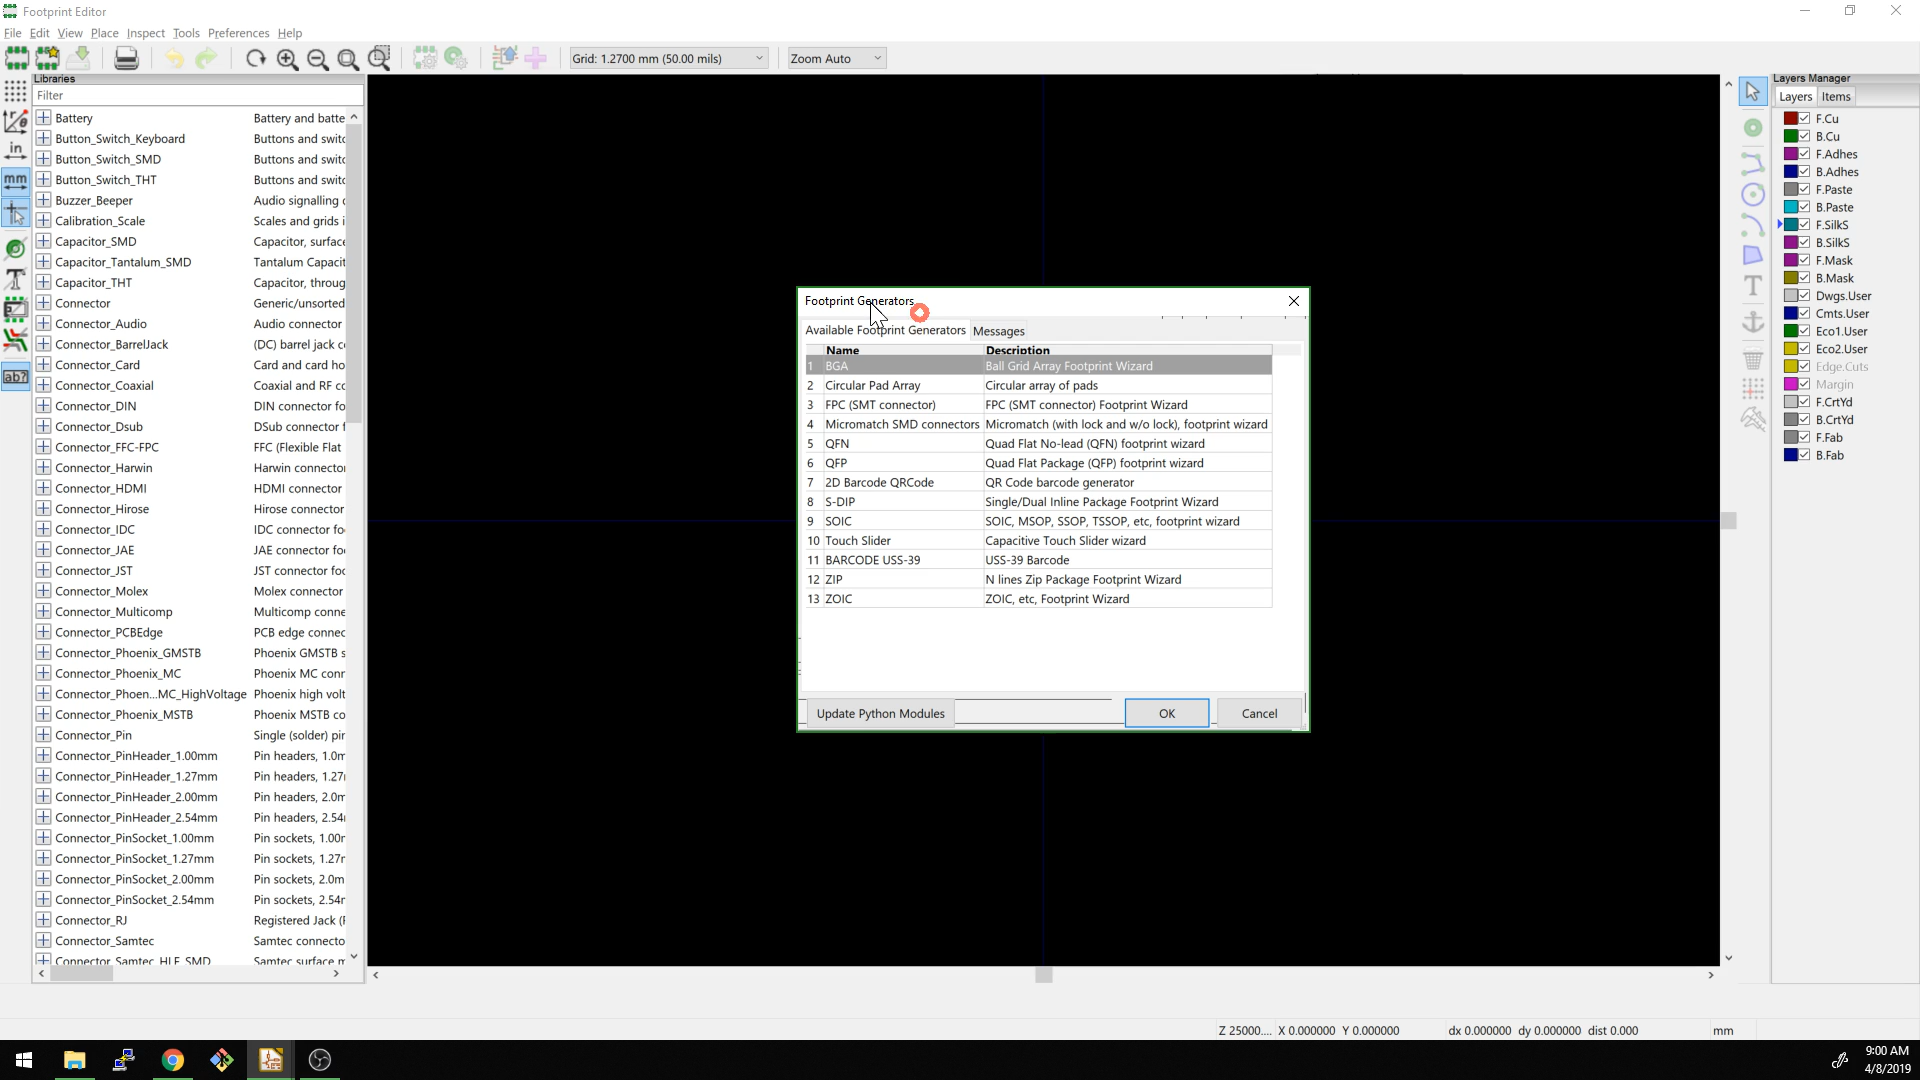 Footprint Editor
File Edit View Place Inspect Tools Preferences Help
Grid: 1.2700 mm (50.00 mils)
Zoom Auto
Libraries
Filter
Battery Battery and batte
Button_Switch_Keyboard Buttons and switc
Button_Switch_SMD Buttons and switc
Button_Switch_THT Buttons and switc
Buzzer_Beeper Audio signalling
Calibration_Scale Scales and grids i
Capacitor_SMD Capacitor, surface
Capacitor_Tantalum_SMD Tantalum Capacit
Capacitor_THT Capacitor, throug
Connector Generic/unsorted
Connector_Audio Audio connector
Connector_BarrelJack (DC) barrel jack c
Connector_Card Card and card ho
Connector_Coaxial Coaxial and RF cc
Connector_DIN DIN connector fo
Connector_Dsub DSub connector f
Connector_FFC-FPC FFC (Flexible Flat
Connector_Harwin Harwin connector
Connector_HDMI HDMI connector
Connector_Hirose Hirose connector
Connector_IDC IDC connector fo
Connector_JAE JAE connector fo
Connector_JST JST connector foc
Connector_Molex Molex connector
Connector_Multicomp Multicomp conne
Connector_PCBEdge PCB edge connec
Connector_Phoenix_GMSTB Phoenix GMSTB s
Connector_Phoenix_MC Phoenix MC conr
Connector_Phoen...MC_HighVoltage Phoenix high volt
Connector_Phoenix_MSTB Phoenix MSTB co
Connector_Pin Single (solder) pir
Connector_PinHeader_1.00mm Pin headers, 1.0m
Connector_PinHeader_1.27mm Pin headers, 1.27
Connector_PinHeader_2.00mm Pin headers, 2.0m
Connector_PinHeader_2.54mm Pin headers, 2.54
Connector_PinSocket_1.00mm Pin sockets, 1.00
Connector_PinSocket_1.27mm Pin sockets, 1.27
Connector_PinSocket_2.00mm Pin sockets, 2.0m
Connector_PinSocket_2.54mm Pin sockets, 2.54
Connector_RJ Registered Jack (F
Connector_Samtec Samtec connecto
Connector_Samtec_HLE_SMD Samtec surface m
in
mm
ab?
Footprint Generators
Available Footprint Generators Messages
Name Description
1 BGA Ball Grid Array Footprint Wizard
2 Circular Pad Array Circular array of pads
3 FPC (SMT connector) FPC (SMT connector) Footprint Wizard
4 Micromatch SMD connectors Micromatch (with lock and w/o lock), footprint wizard
5 QFN Quad Flat No-lead (QFN) footprint wizard
6 QFP Quad Flat Package (QFP) footprint wizard
7 2D Barcode QRCode QR Code barcode generator
8 S-DIP Single/Dual Inline Package Footprint Wizard
9 SOIC SOIC, MSOP, SSOP, TSSOP, etc, footprint wizard
10 Touch Slider Capacitive Touch Slider wizard
11 BARCODE USS-39 USS-39 Barcode
12 ZIP N lines Zip Package Footprint Wizard
13 ZOIC ZOIC, etc, Footprint Wizard
Update Python Modules OK Cancel
Layers Manager
Layers Items
F.Cu
B.Cu
F.Adhes
B.Adhes
F.Paste
B.Paste
F.SilkS
B.SilkS
F.Mask
B.Mask
Dwgs.User
Cmts.User
Eco1.User
Eco2.User
Edge.Cuts
Margin
F.CrtYd
B.CrtYd
F.Fab
B.Fab
Z 25000.... X 0.000000 Y 0.000000 dx 0.000000 dy 0.000000 dist 0.000 mm
9:00 AM
4/8/2019